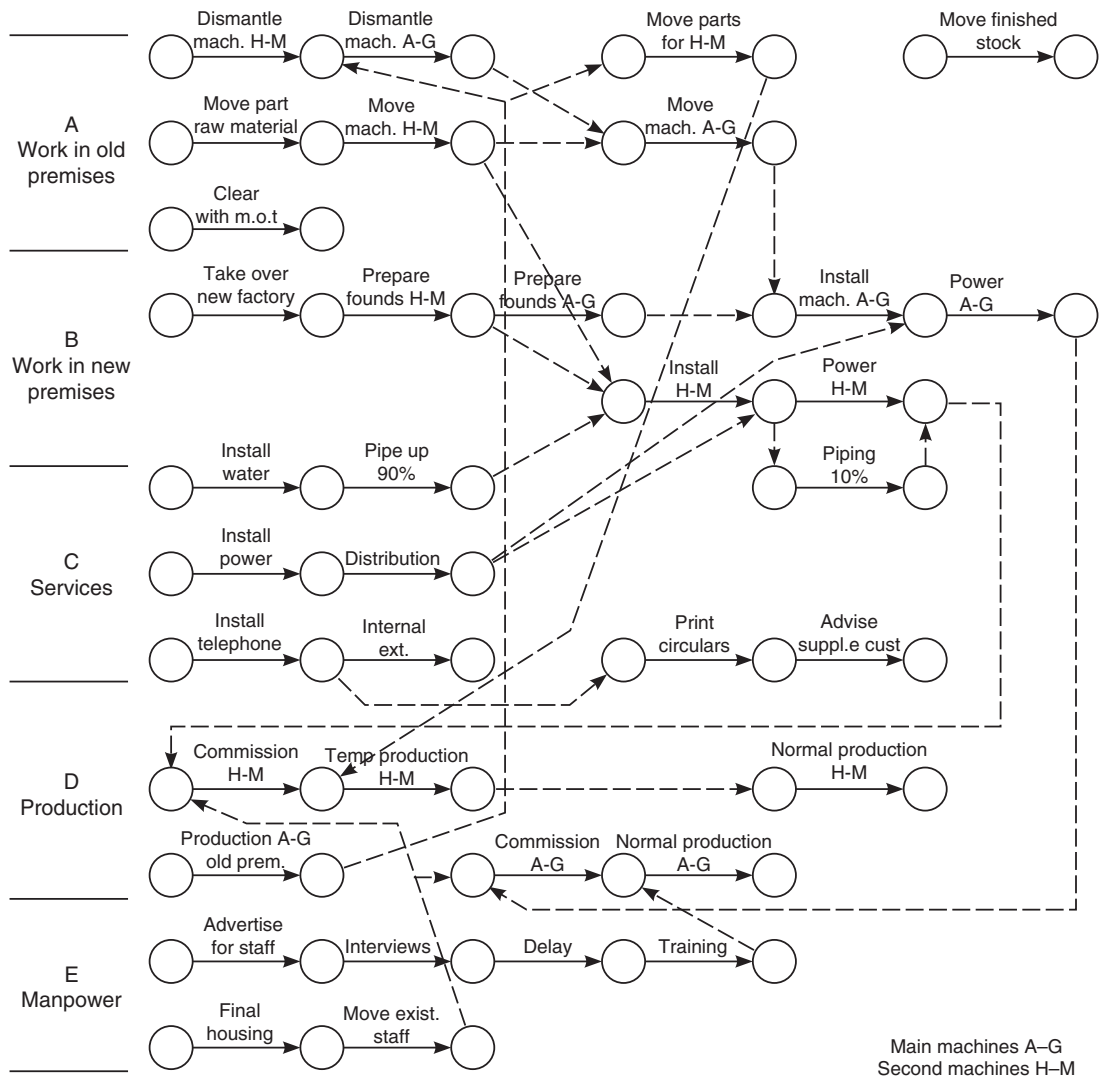 Dismantle
mach. H-M
Dismantle
mach. A-G
Move parts
for H-M
Move finished
stock
A
Work in old
premises
Move part
raw material
Move
mach. H-M
Move
mach. A-G
Clear
with m.o.t
B
Work in new
premises
Take over
new factory
Prepare
founds H-M
Prepare
founds A-G
Install
mach. A-G
Power
A-G
Install
H-M
Power
H-M
Piping
10%
Install
water
Pipe up
90%
C
Services
Install
power
Distribution
Install
telephone
Internal
ext.
Print
circulars
Advise
suppl.e cust
D
Production
Commission
H-M
Temp production
H-M
Normal production
H-M
Production A-G
old prem.
Commission
A-G
Normal production
A-G
E
Manpower
Advertise
for staff
Interviews
Delay
Training
Final
housing
Move exist.
staff
Main machines A–G
Second machines H–M